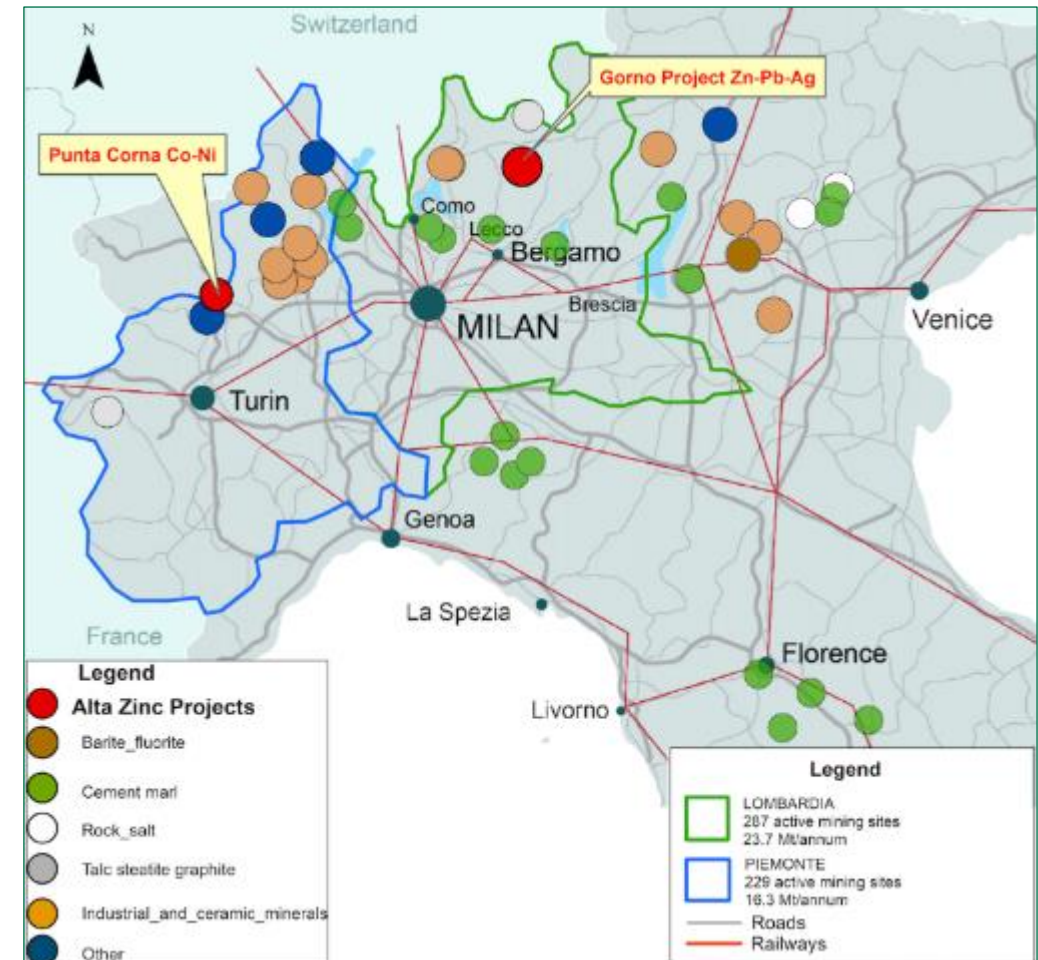 Switzerland
N
Gorno Project Zn-Pb-Ag
Punta Corna Co-Ni
Como
Lecco
Bergamo
Brescia
MILAN
Venice
Turin
Genoa
La Spezia
France
Florence
Livorno
Legend
Alta Zinc Projects
Barite_fluorite
Cement marl
Rock_salt
Talc steatite graphite
Industrial_and_ceramic_minerals
Other
Legend
LOMBARDIA
287 active mining sites
23.7 Mt/annum
PIEMONTE
229 active mining sites
16.3 Mt/annum
Roads
Railways